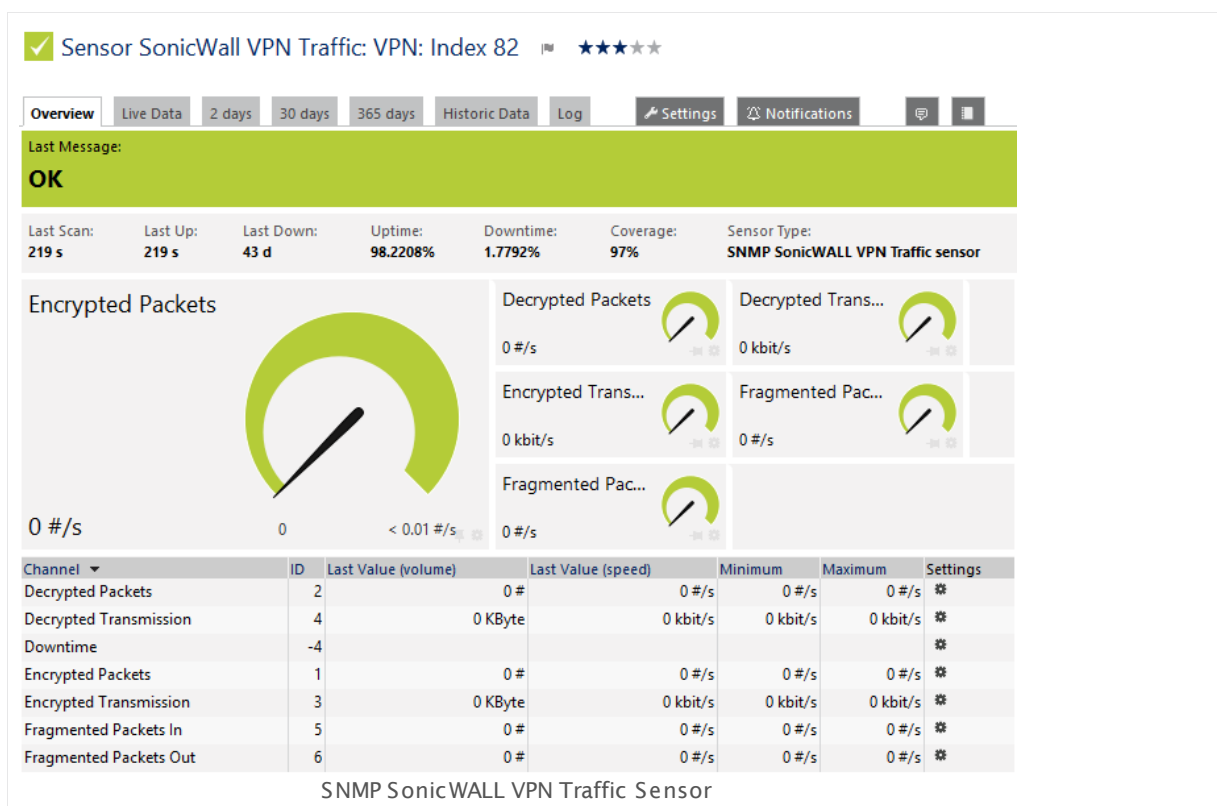 Sensor SonicWall VPN Traffic: VPN: Index 82
Overview Live Data 2 days 30 days 365 days Historic Data Log Settings Notifications
Last Message:
OK
Last Scan: Last Up: Last Down: Uptime: Downtime: Coverage: Sensor Type:
219 s 219 s 43 d 98.2208% 1.7792% 97% SNMP SonicWALL VPN Traffic sensor
Encrypted Packets
0 #/s
0 < 0.01 #/s
Decrypted Packets
0 #/s
Decrypted Trans...
0 kbit/s
Encrypted Trans...
0 kbit/s
Fragmented Pac...
0 #/s
Fragmented Pac...
0 #/s
Channel ID Last Value (volume) Last Value (speed) Minimum Maximum Settings
Decrypted Packets 2 0 # 0 #/s 0 #/s 0 #/s
Decrypted Transmission 4 0 KByte 0 kbit/s 0 kbit/s 0 kbit/s
Downtime -4
Encrypted Packets 1 0 # 0 #/s 0 #/s 0 #/s
Encrypted Transmission 3 0 KByte 0 kbit/s 0 kbit/s 0 kbit/s
Fragmented Packets In 5 0 # 0 #/s 0 #/s 0 #/s
Fragmented Packets Out 6 0 # 0 #/s 0 #/s 0 #/s
SNMP SonicWALL VPN Traffic Sensor